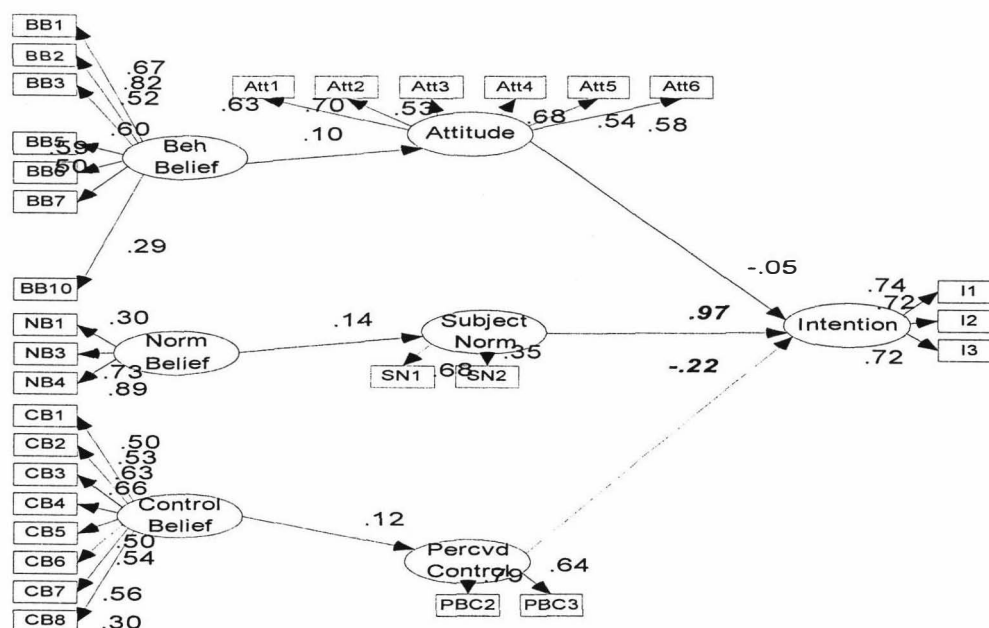 BB1
BB2
BB3
BB5
BB6
BB7
BB10
.67
.82
.52
.60
.59
.50
.29
Beh
Belief
.10
Att1
Att2
Att3
Att4
Att5
Att6
.63
.70
.53
.68
.54
.58
Attitude
-.05
NB1
NB3
NB4
.30
.73
.89
Norm
Belief
.14
Subject
Norm
.35
SN1
.68
SN2
.97
-.22
Intention
.74
.72
.72
I1
I2
I3
CB1
CB2
CB3
CB4
CB5
CB6
CB7
CB8
.50
.53
.63
.66
.50
.54
.56
.30
Control
Belief
.12
Percvd
Control
.79
.64
PBC2
PBC3